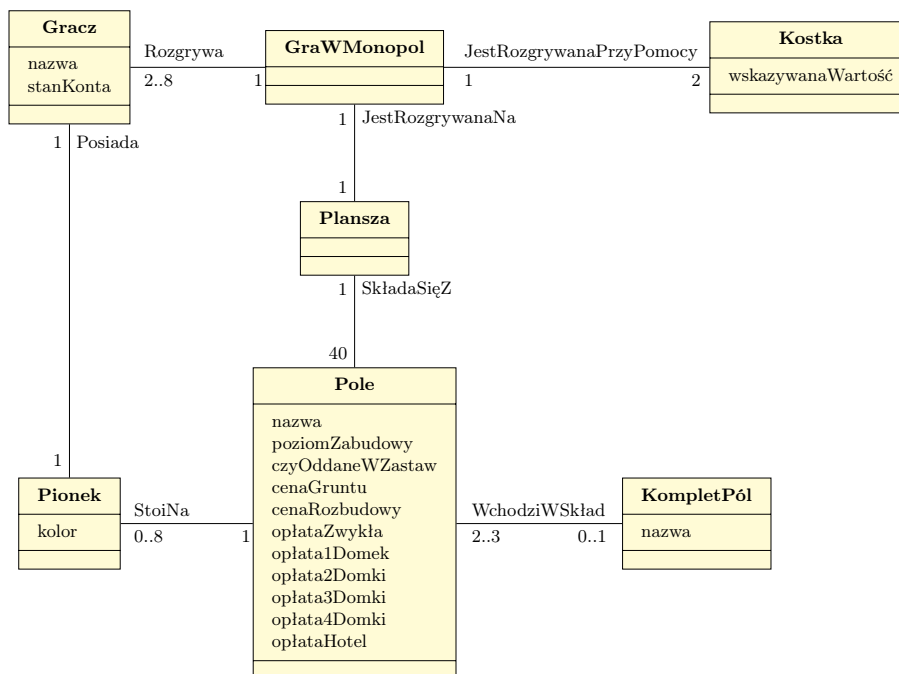 Gracz
nazwa
stanKonta
Rozgrywa
2..8
1
GraWMonopol
JestRozgrywanaPrzyPomocy
1
2
Kostka
wskazywanaWartość
1
Posiada
1
JestRozgrywanaNa
1
Plansza
1
SkładaSięZ
40
Pole
nazwa
poziomZabudowy
czyOddaneWZastaw
cenaGruntu
cenaRozbudowy
opłataZwykła
opłata1Domek
opłata2Domki
opłata3Domki
opłata4Domki
opłataHotel
1
Pionek
kolor
StoiNa
0..8
1
WchodziWSkład
2..3
0..1
KompletPól
nazwa